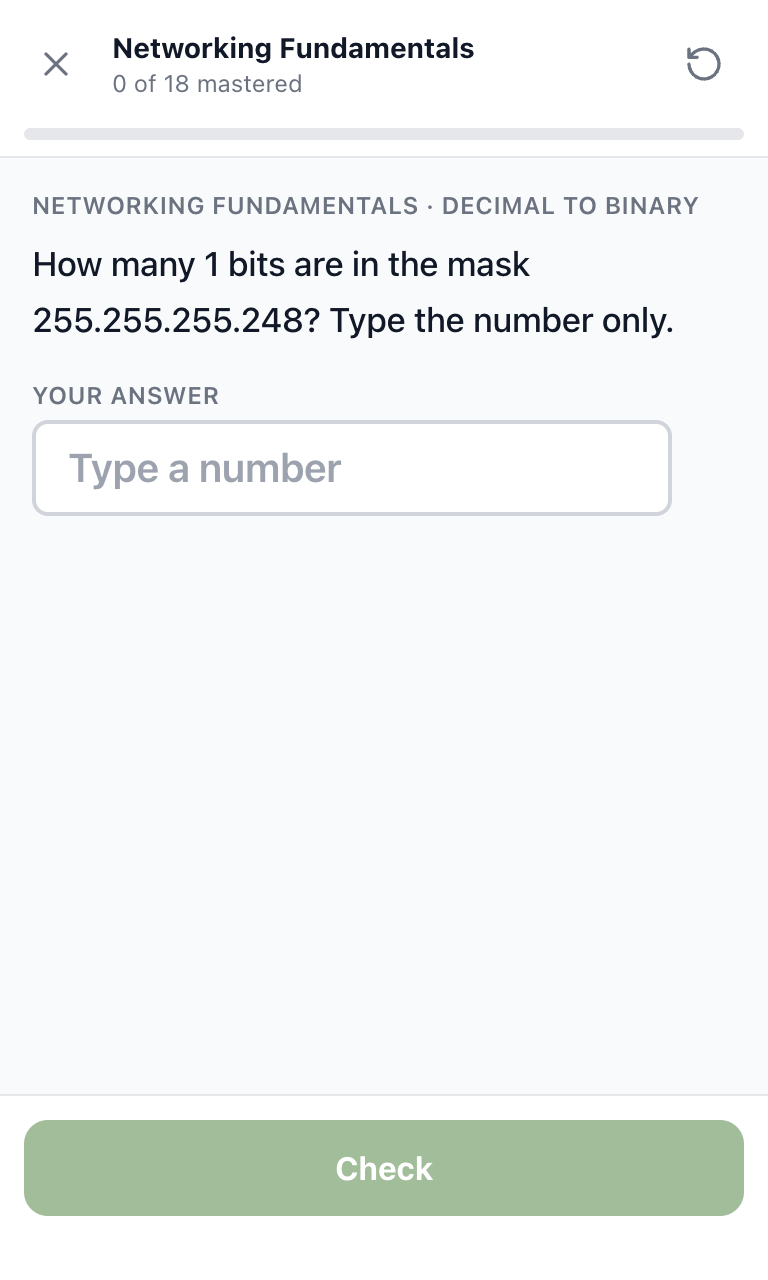 Networking Fundamentals
0 of 18 mastered
NETWORKING FUNDAMENTALS · DECIMAL TO BINARY
How many 1 bits are in the mask
255.255.255.248? Type the number only.
YOUR ANSWER
Type a number
Check